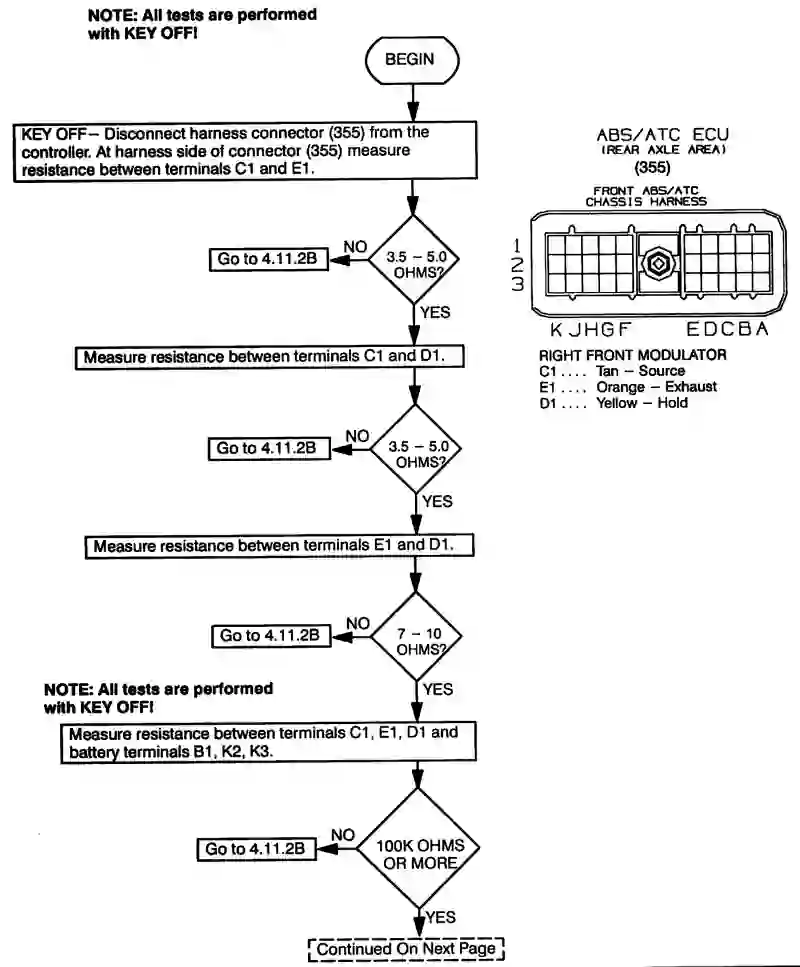 NOTE: All tests are performed
with KEY OFF!
BEGIN
KEY OFF– Disconnect harness connector (355) from the
controller. At harness side of connector (355) measure
resistance between terminals C1 and E1.
3.5 – 5.0
OHMS?
NO
Go to 4.11.2B
YES
Measure resistance between terminals C1 and D1.
3.5 – 5.0
OHMS?
NO
Go to 4.11.2B
YES
Measure resistance between terminals E1 and D1.
7 – 10
OHMS?
NO
Go to 4.11.2B
YES
NOTE: All tests are performed
with KEY OFF!
Measure resistance between terminals C1, E1, D1 and
battery terminals B1, K2, K3.
100K OHMS
OR MORE
NO
Go to 4.11.2B
YES
Continued On Next Page
ABS/ATC ECU
(REAR AXLE AREA)
(355)
FRONT ABS/ATC
CHASSIS HARNESS
1
2
3
K J H G F E D C B A
RIGHT FRONT MODULATOR
C1 .... Tan – Source
E1 .... Orange – Exhaust
D1 .... Yellow – Hold